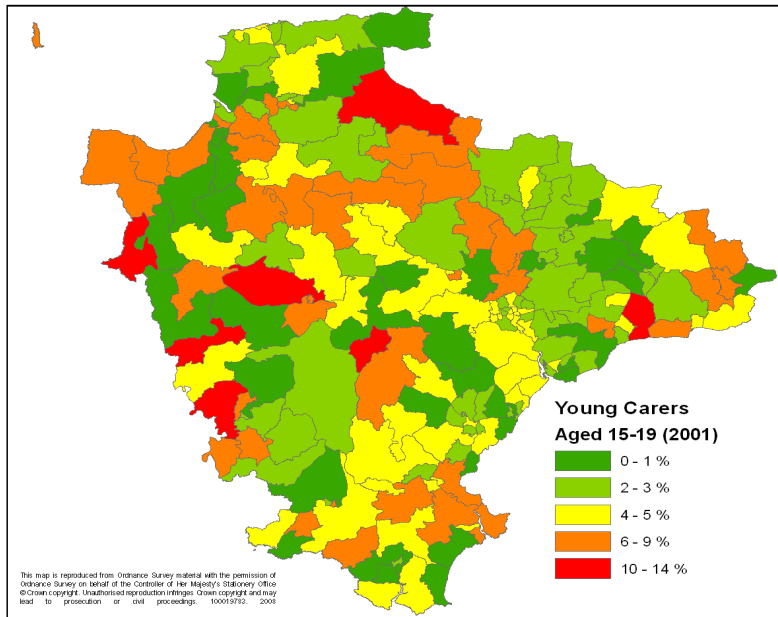 Young Carers
Aged 15-19 (2001)
0 - 1 %
2 - 3 %
4 - 5 %
6 - 9 %
10 - 14 %
This map is reproduced from Ordnance Survey material with the permission of
Ordnance Survey on behalf of the Controller of Her Majesty's Stationery Office
© Crown copyright. Unauthorised reproduction infringes Crown copyright and may
lead to prosecution or civil proceedings. 100019783. 2008